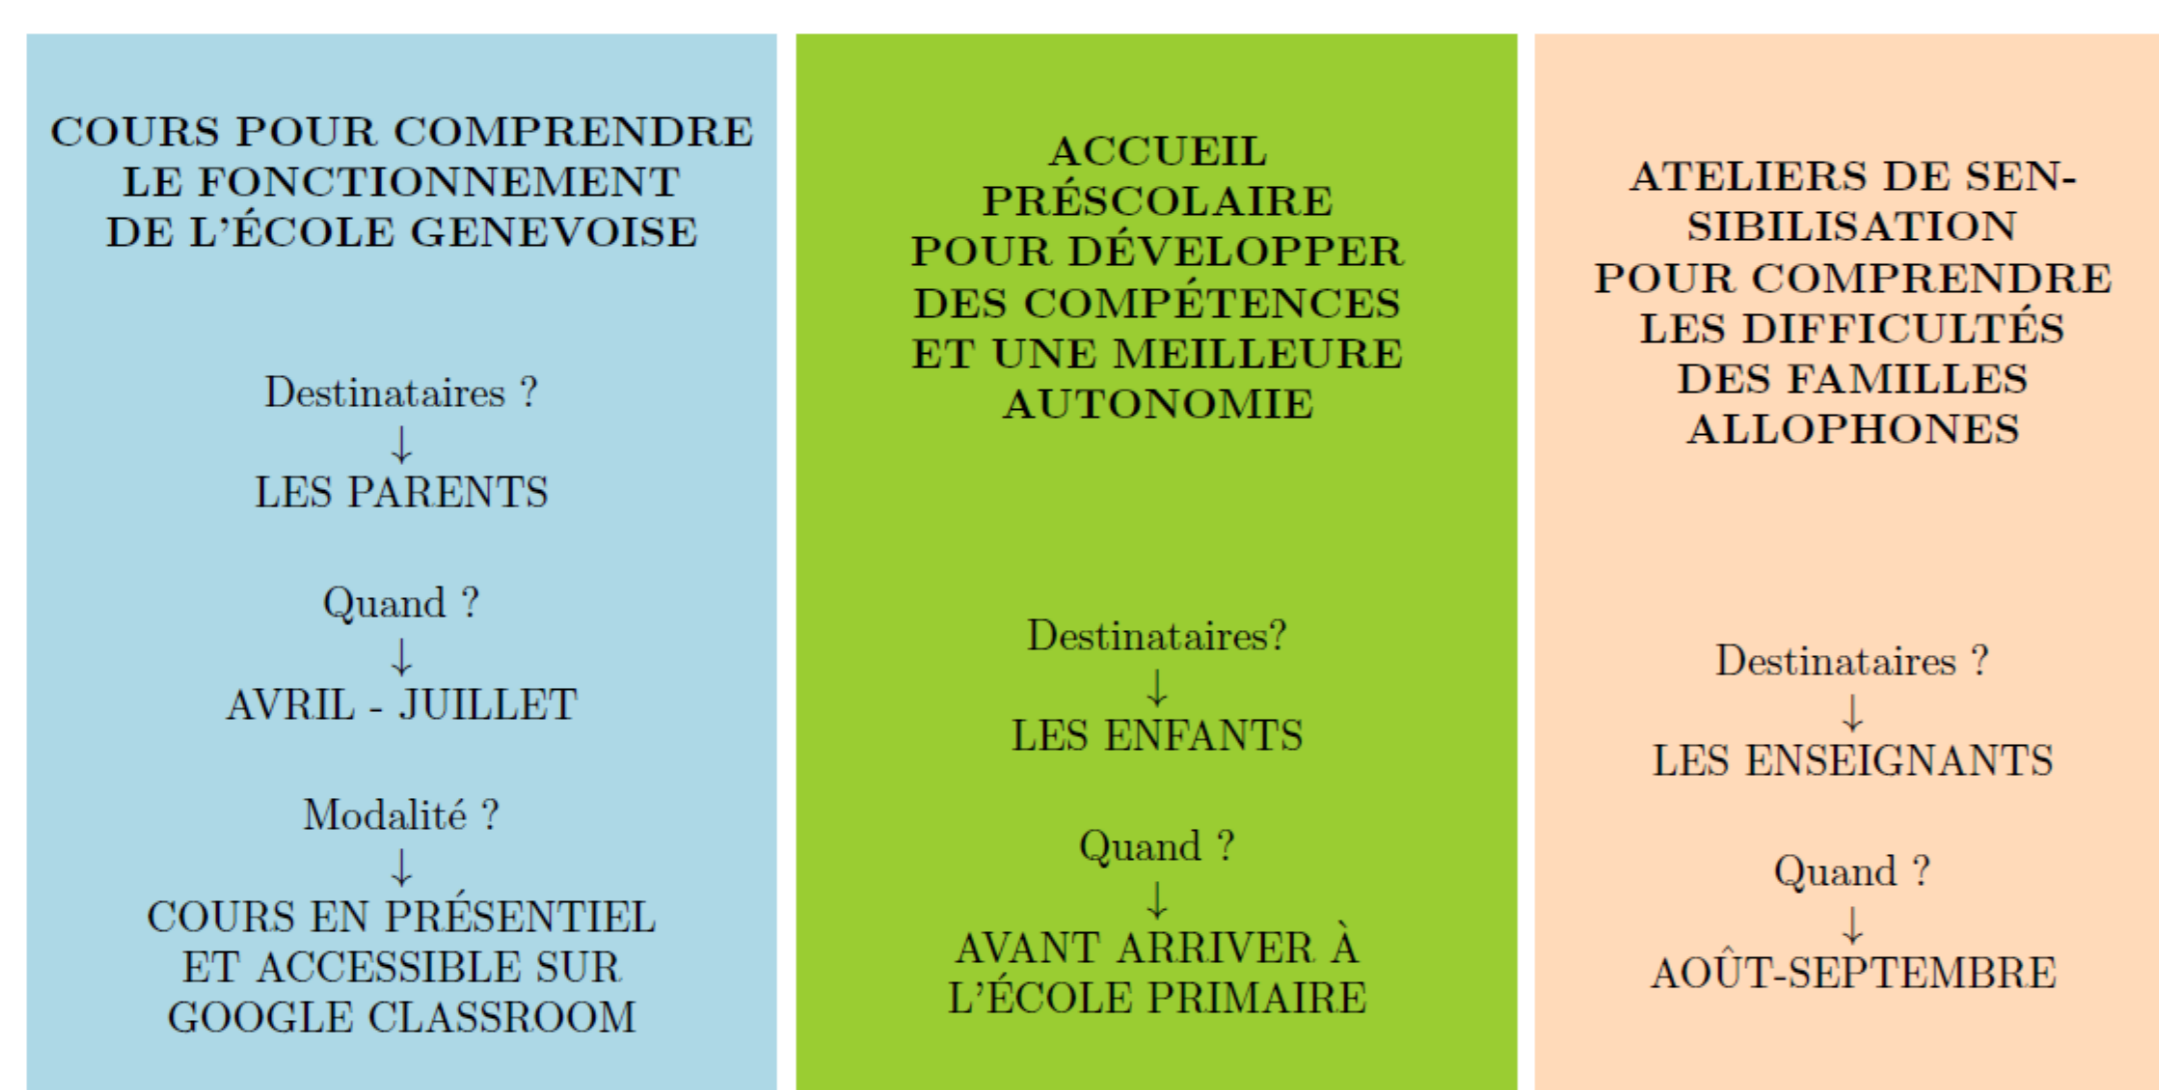 COURS POUR COMPRENDRE
LE FONCTIONNEMENT
DE L'ÉCOLE GENEVOISE
Destinataires ?
↓
LES PARENTS
Quand ?
↓
AVRIL - JUILLET
Modalité ?
↓
COURS EN PRÉSENTIEL
ET ACCESSIBLE SUR
GOOGLE CLASSROOM
ACCUEIL
PRÉSCOLAIRE
POUR DÉVELOPPER
DES COMPÉTENCES
ET UNE MEILLEURE
AUTONOMIE
Destinataires?
↓
LES ENFANTS
Quand ?
↓
AVANT ARRIVER À
L'ÉCOLE PRIMAIRE
ATELIERS DE SEN-
SIBILISATION
POUR COMPRENDRE
LES DIFFICULTÉS
DES FAMILLES
ALLOPHONES
Destinataires ?
↓
LES ENSEIGNANTS
Quand ?
↓
AOÛT-SEPTEMBRE